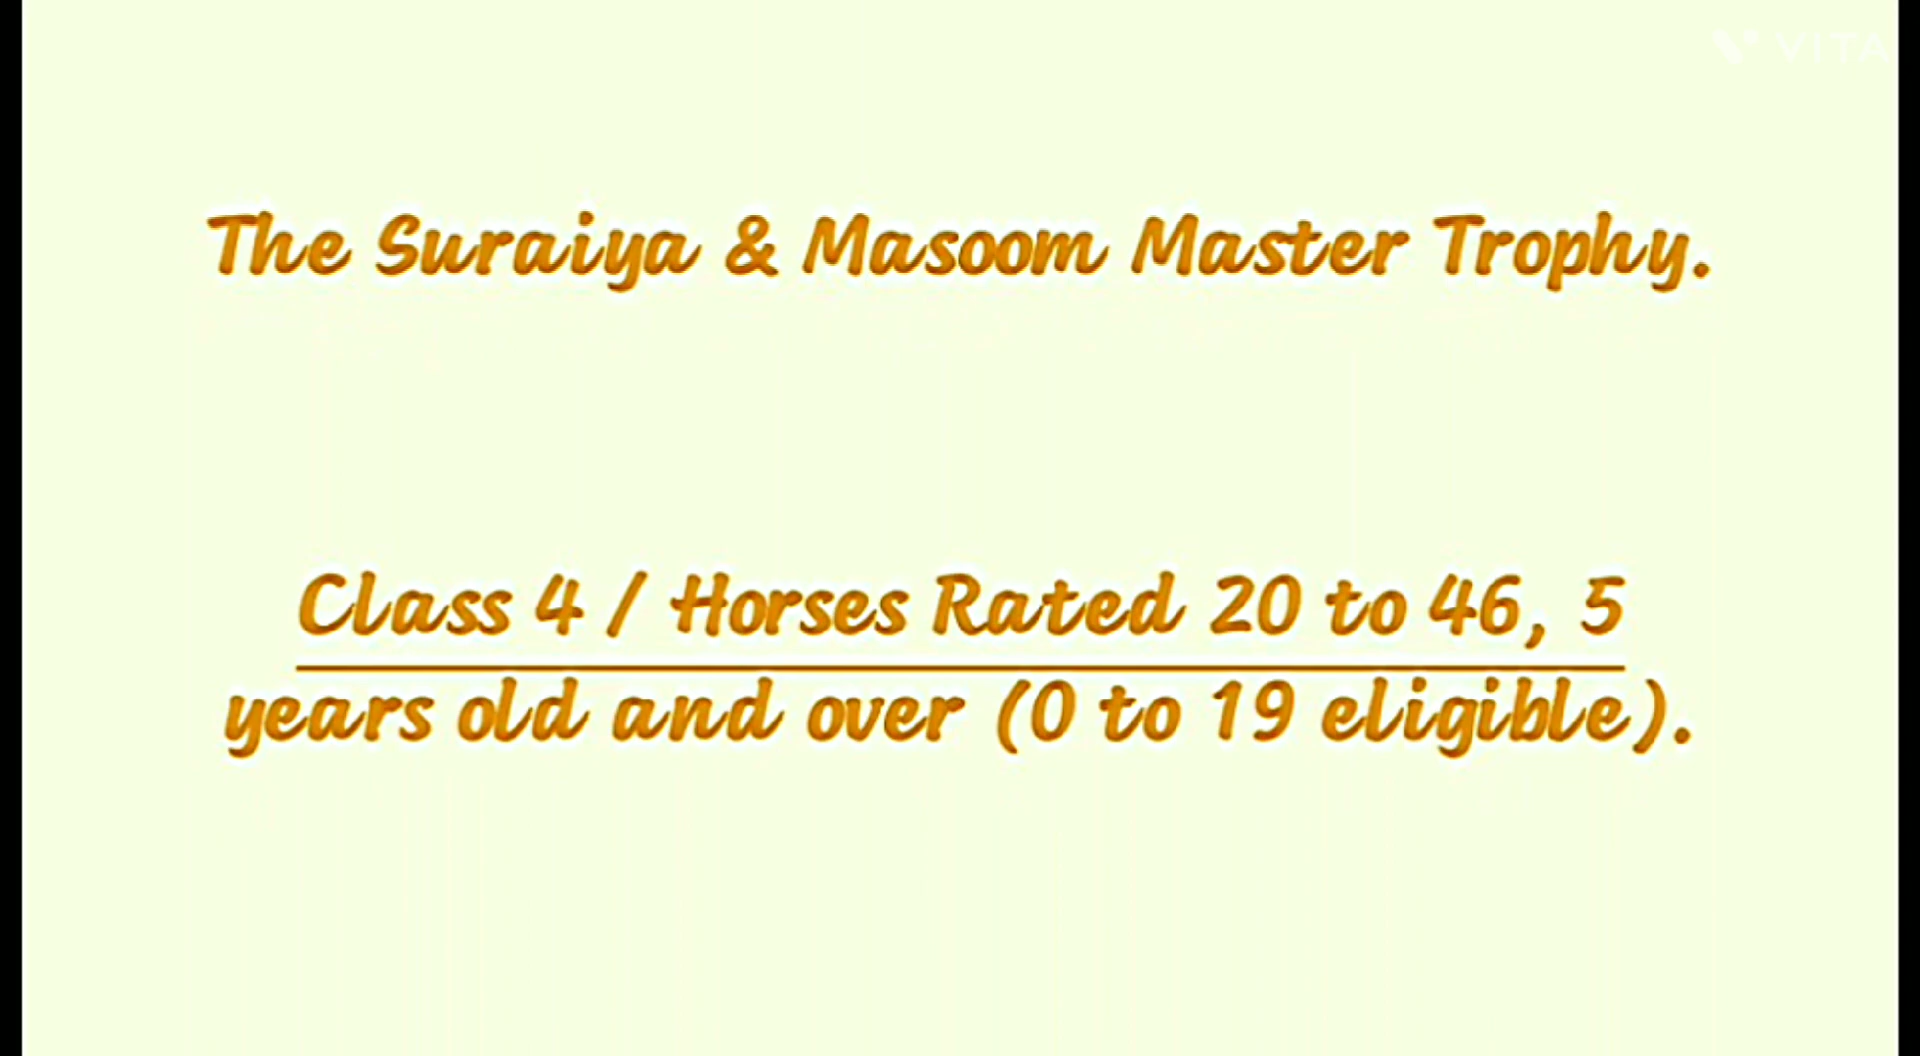 VITA
The Suraiya & Masoom Master Trophy.
Class 4 / Horses Rated 20 to 46, 5
years old and over (0 to 19 eligible).